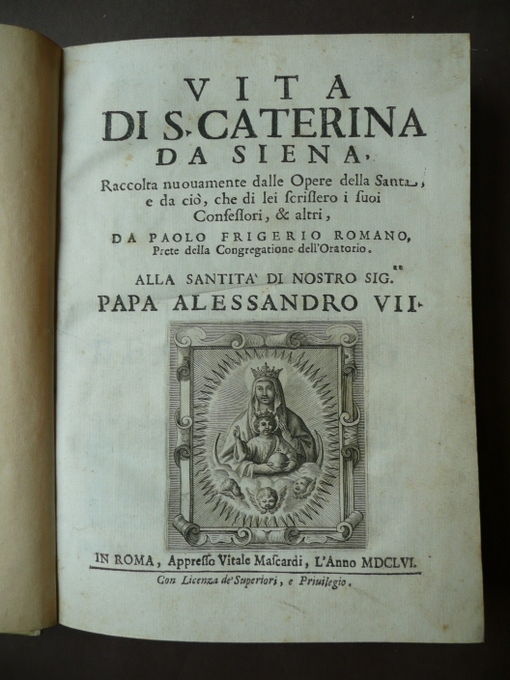 VITA
DI S. CATERINA
DA SIENA,
Raccolta nuouamente dalle Opere della Santa,
e da ciò, che di lei ſcriſſero i ſuoi
Confeſſori, & altri,
DA PAOLO FRIGERIO ROMANO,
Prete della Congregatione dell'Oratorio.
ALLA SANTITA' DI NOSTRO SIG.re
PAPA ALESSANDRO VII.
IN ROMA, Appreſſo Vitale Maſcardi, L'Anno MDCLVI.
Con Licenza de' Superiori, e Priuilegio.